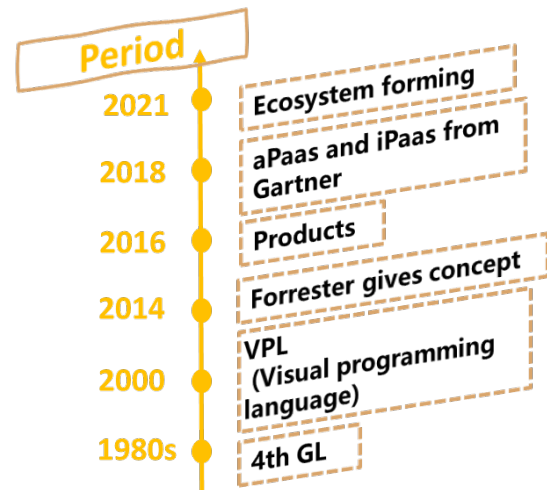 Period
2021
Ecosystem forming
2018
aPaas and iPaas from
Gartner
2016
Products
2014
Forrester gives concept
2000
VPL
(Visual programming
language)
1980s
4th GL